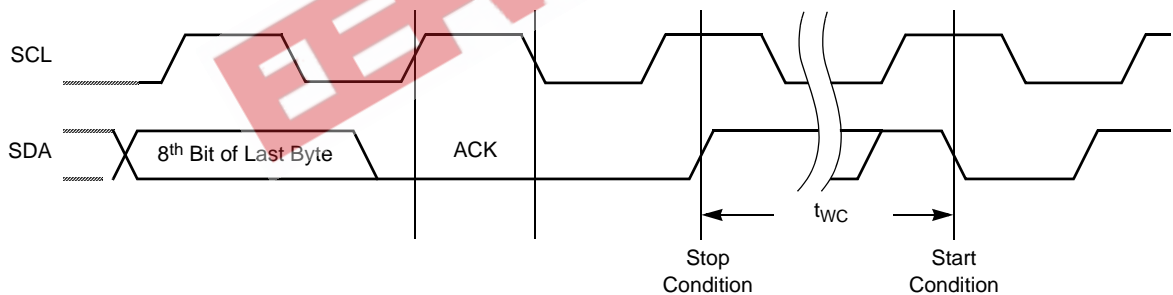 SCL
SDA
8th Bit of Last Byte
ACK
tWC
Stop
Condition
Start
Condition